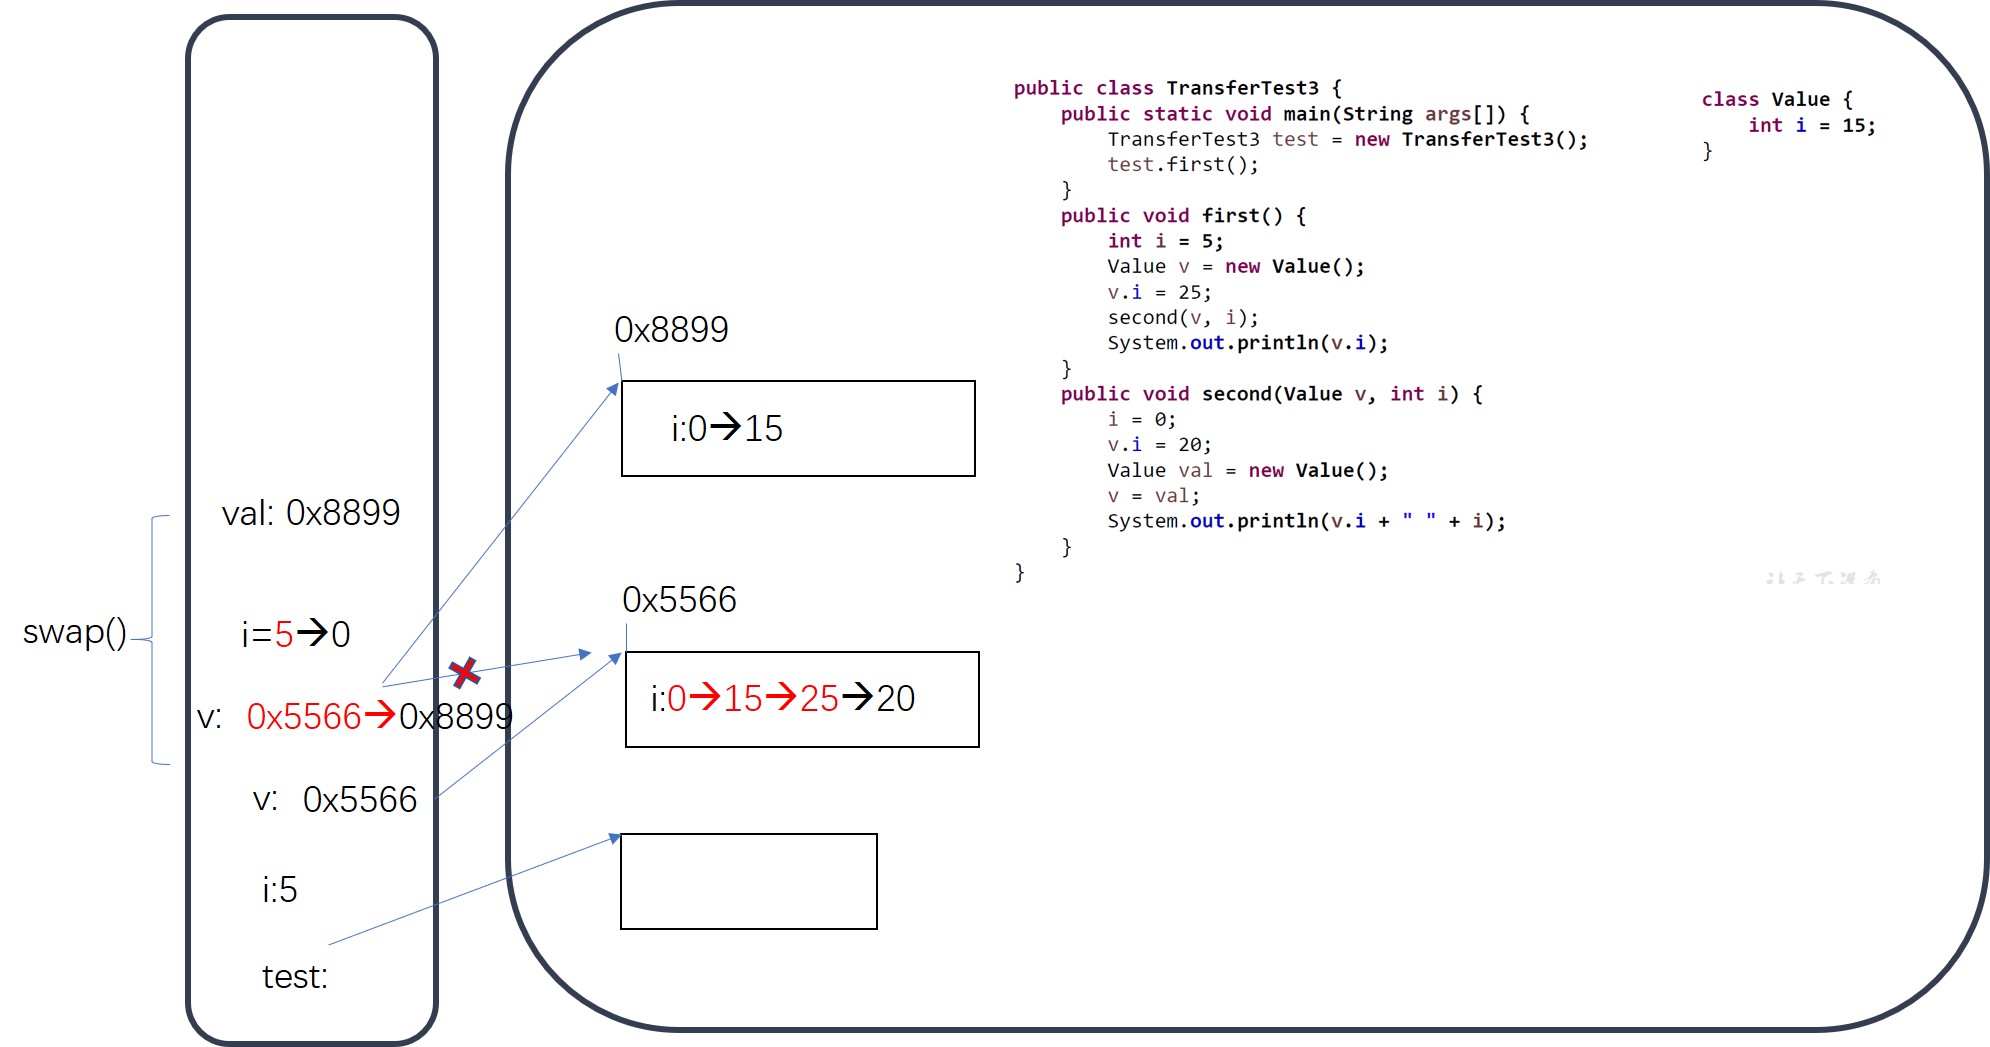 public class TransferTest3 {
public static void main(String args[]) {
TransferTest3 test = new TransferTest3();
test.first();
}
public void first() {
int i = 5;
Value v = new Value();
v.i = 25;
second(v, i);
System.out.println(v.i);
}
public void second(Value v, int i) {
i = 0;
v.i = 20;
Value val = new Value();
v = val;
System.out.println(v.i + " " + i);
}
}
class Value {
int i = 15;
}
0x8899
i:0→15
0x5566
i:0→15→25→20
val: 0x8899
swap()
i=5→0
v: 0x5566→0x8899
v: 0x5566
i:5
test: